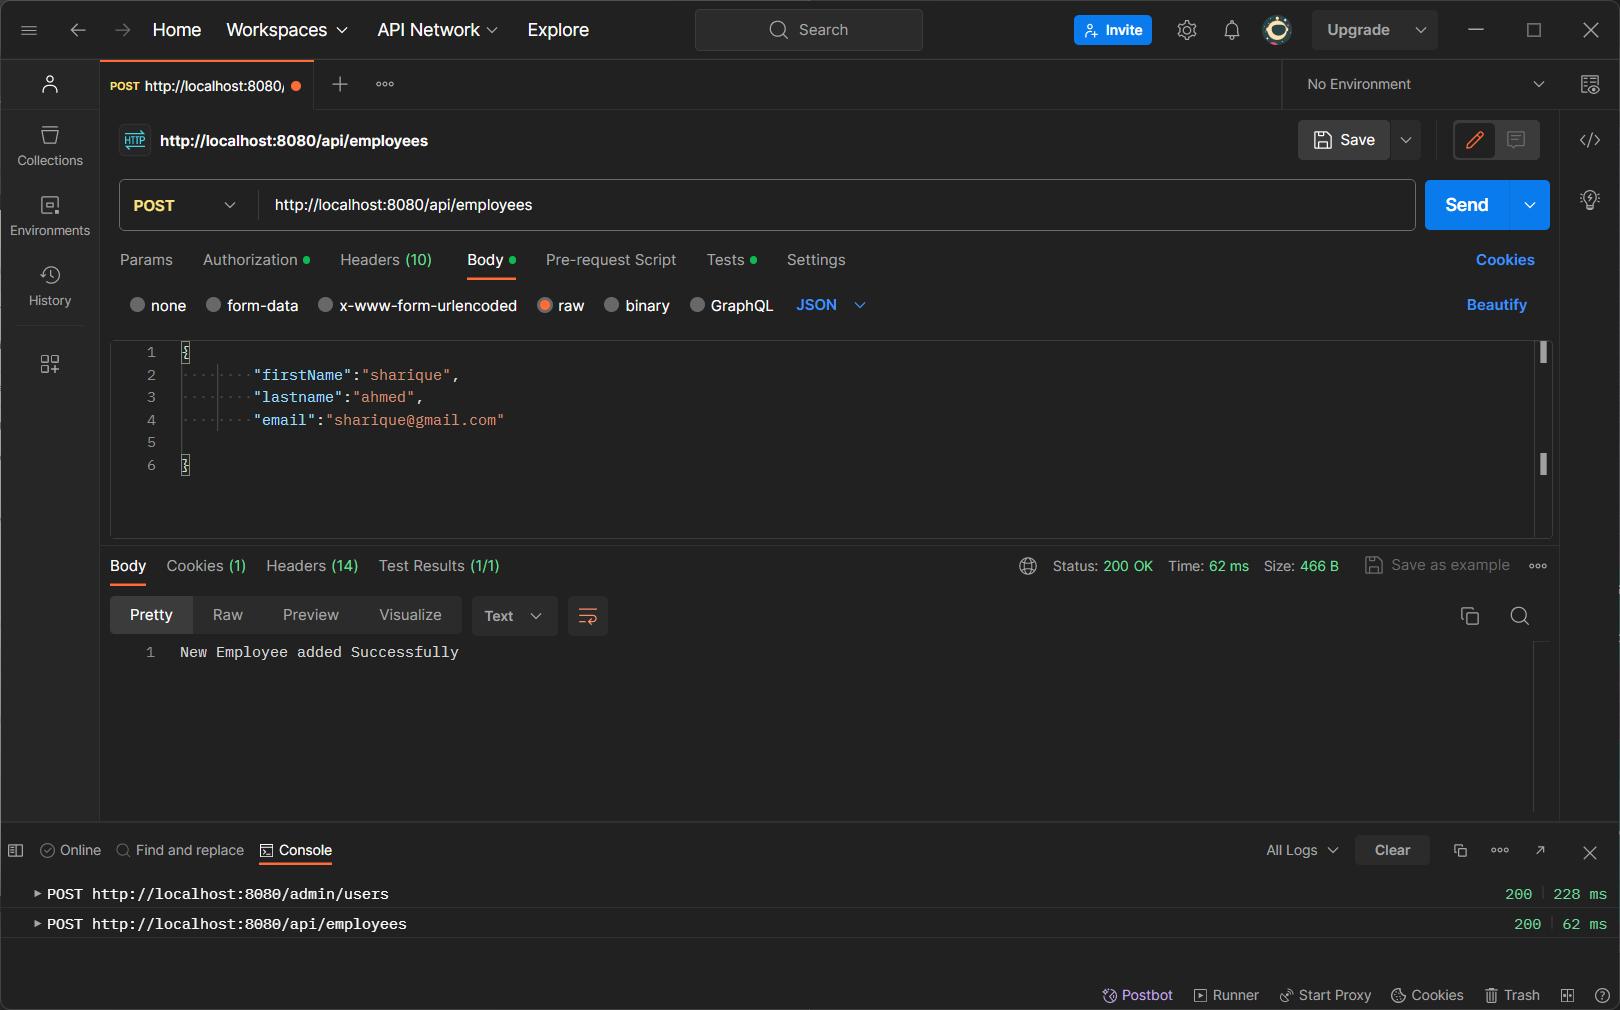 Home Workspaces API Network Explore Search Invite Upgrade
POST http://localhost:8080/ No Environment
HTTP http://localhost:8080/api/employees Save
Collections
Environments
History
POST http://localhost:8080/api/employees Send
Params Authorization Headers (10) Body Pre-request Script Tests Settings Cookies
none form-data x-www-form-urlencoded raw binary GraphQL JSON Beautify
1 {
2 "firstName":"sharique",
3 "lastname":"ahmed",
4 "email":"sharique@gmail.com"
5
6 }
Body Cookies (1) Headers (14) Test Results (1/1) Status: 200 OK Time: 62 ms Size: 466 B Save as example
Pretty Raw Preview Visualize Text
1 New Employee added Successfully
Online Find and replace Console All Logs Clear
POST http://localhost:8080/admin/users 200 228 ms
POST http://localhost:8080/api/employees 200 62 ms
Postbot Runner Start Proxy Cookies Trash